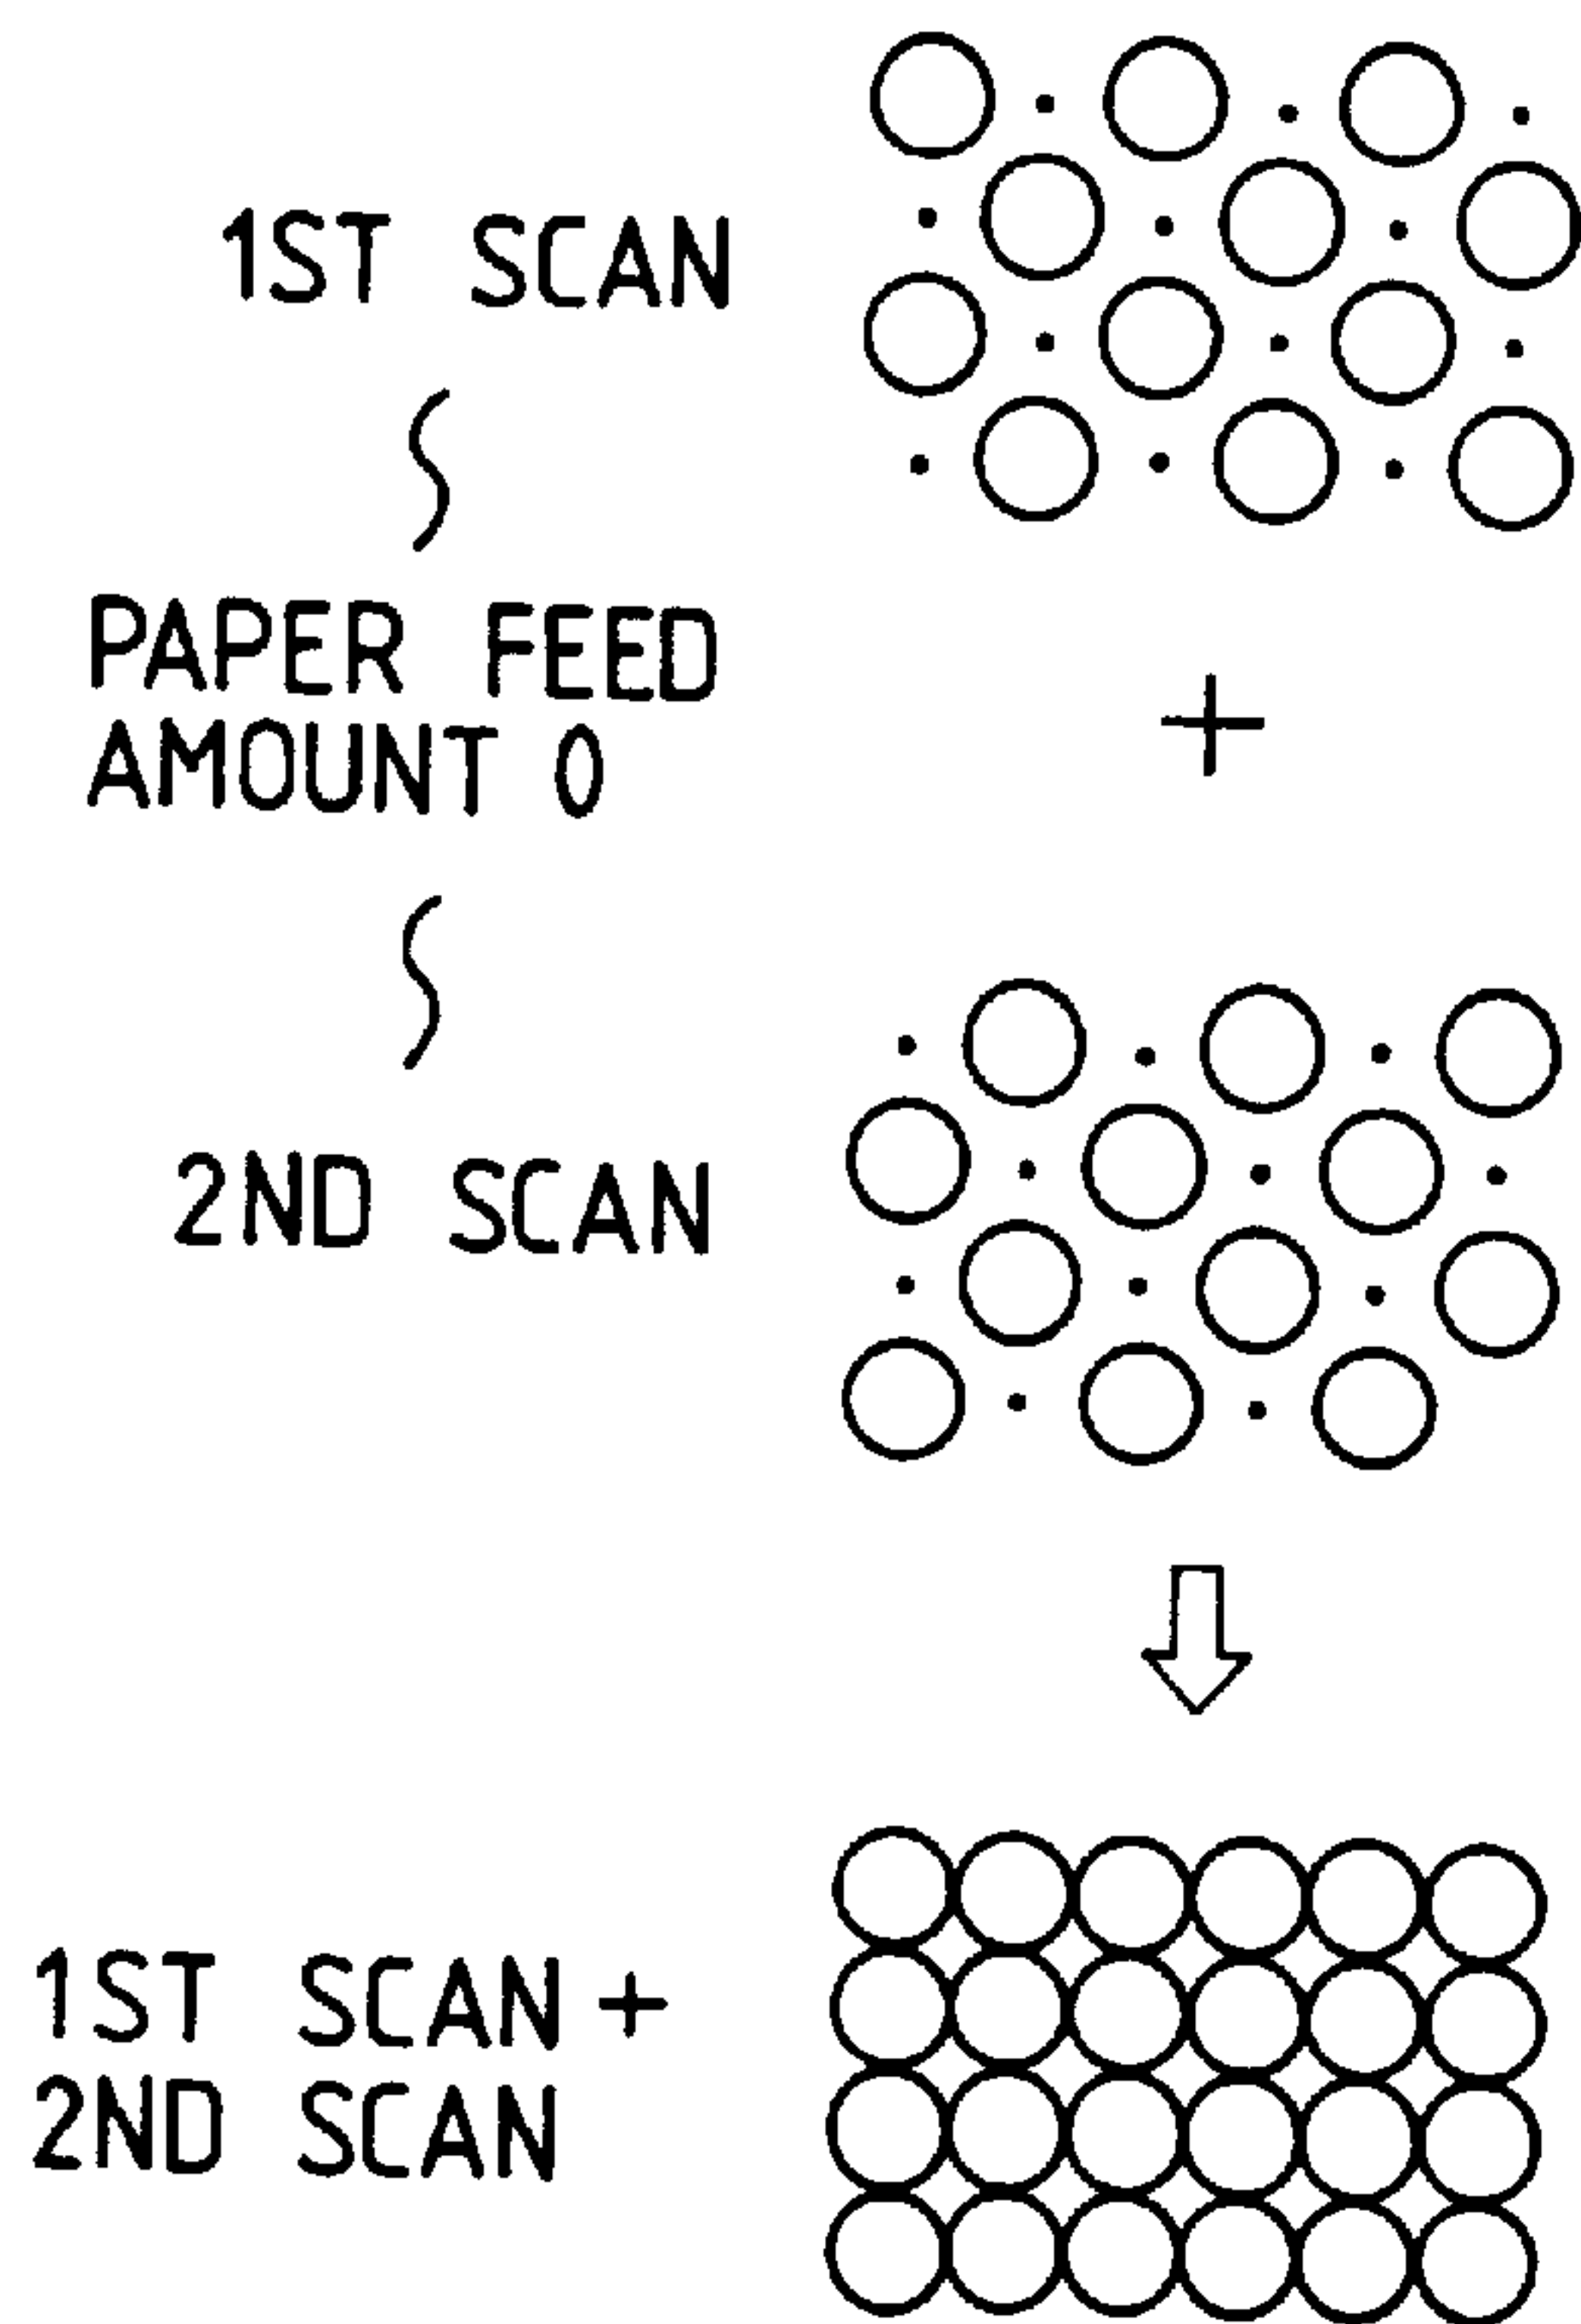 1ST SCAN
PAPER FEED
AMOUNT 0
+
2ND SCAN
1ST SCAN +
2ND SCAN